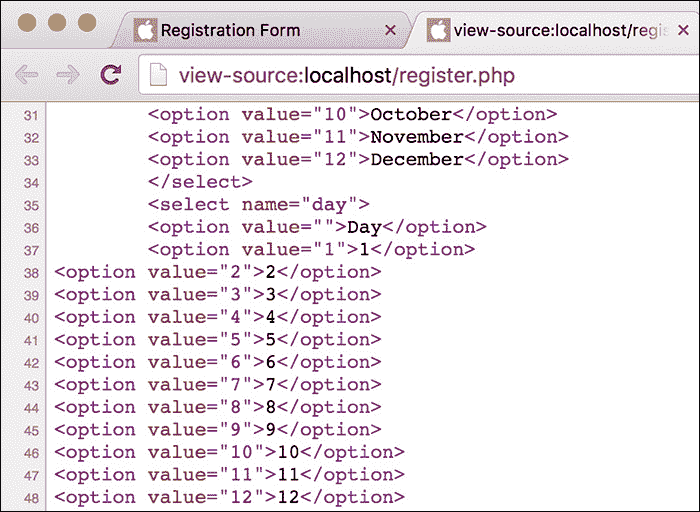 Registration Form
view-source:localhost/regis
view-source:localhost/register.php
31 <option value="10">October</option>
32 <option value="11">November</option>
33 <option value="12">December</option>
34 </select>
35 <select name="day">
36 <option value="">Day</option>
37 <option value="1">1</option>
38 <option value="2">2</option>
39 <option value="3">3</option>
40 <option value="4">4</option>
41 <option value="5">5</option>
42 <option value="6">6</option>
43 <option value="7">7</option>
44 <option value="8">8</option>
45 <option value="9">9</option>
46 <option value="10">10</option>
47 <option value="11">11</option>
48 <option value="12">12</option>